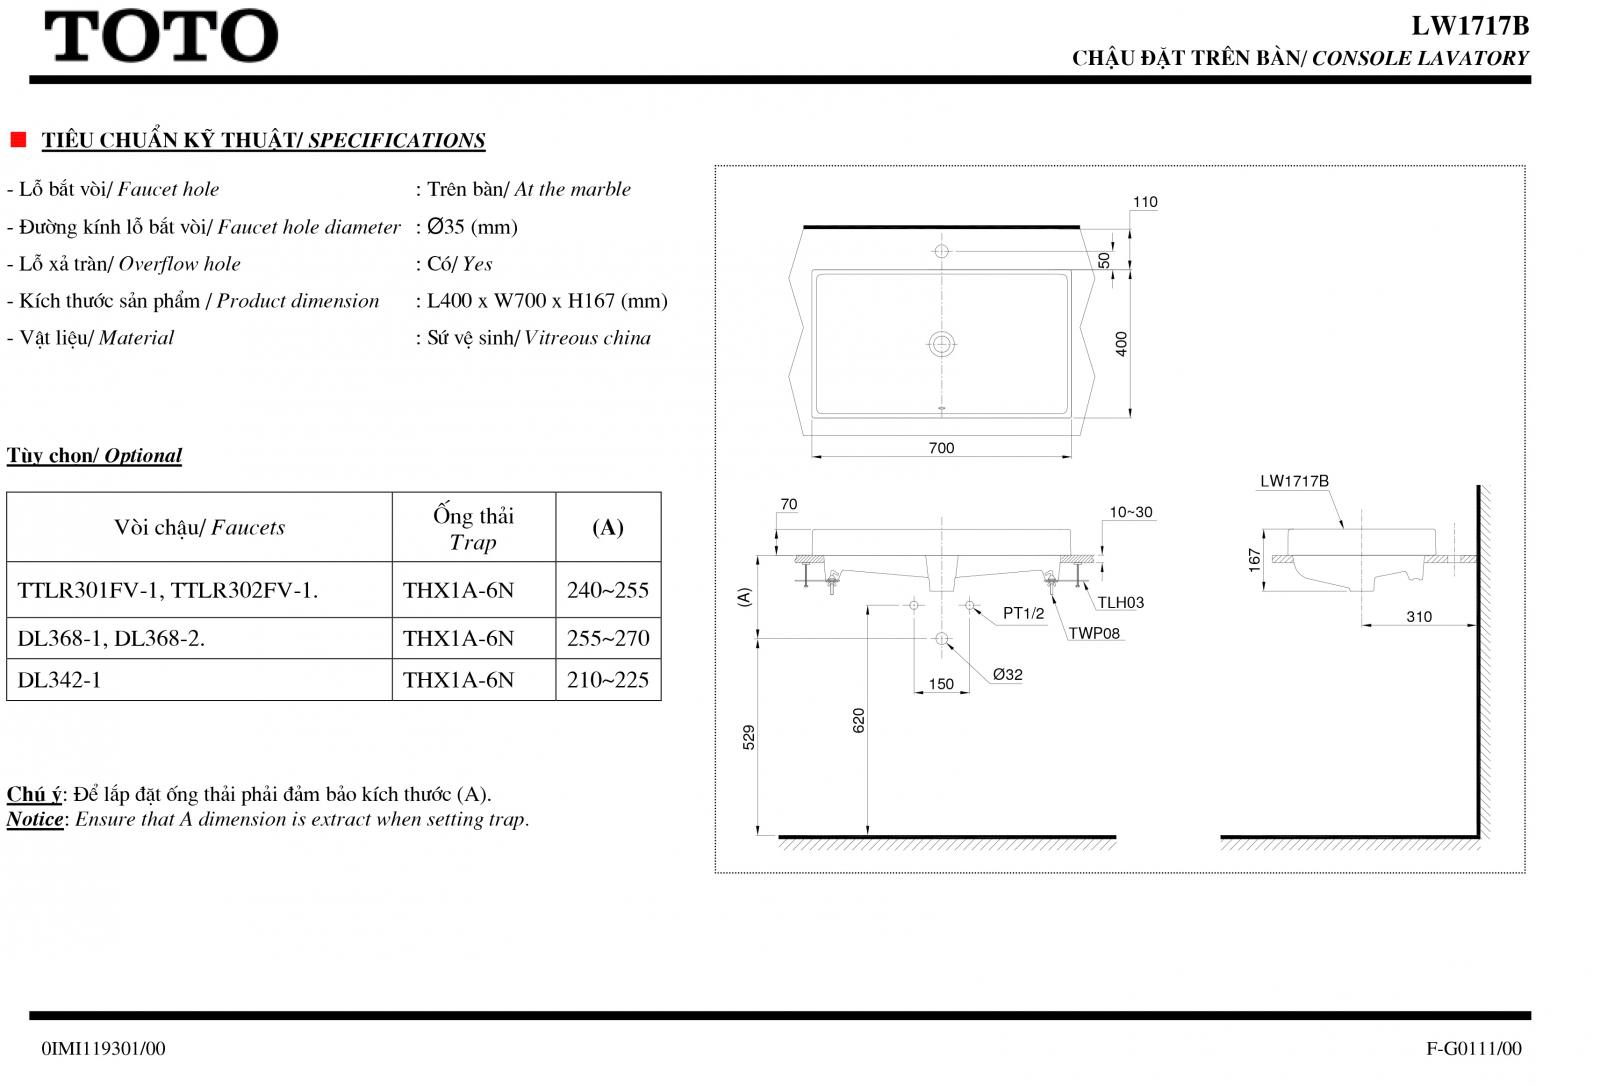 TOTO
LW1717B
CHẬU ĐẶT TRÊN BÀN/ CONSOLE LAVATORY
TIÊU CHUẨN KỸ THUẬT/ SPECIFICATIONS
- Lỗ bắt vòi/ Faucet hole : Trên bàn/ At the marble
- Đường kính lỗ bắt vòi/ Faucet hole diameter : Ø35 (mm)
- Lỗ xả tràn/ Overflow hole : Có/ Yes
- Kích thước sản phẩm / Product dimension : L400 x W700 x H167 (mm)
- Vật liệu/ Material : Sứ vệ sinh/ Vitreous china
Tùy chọn/ Optional
Vòi chậu/ Faucets Ống thải Trap (A)
TTLR301FV-1, TTLR302FV-1. THX1A-6N 240~255
DL368-1, DL368-2. THX1A-6N 255~270
DL342-1 THX1A-6N 210~225
Chú ý: Để lắp đặt ống thải phải đảm bảo kích thước (A).
Notice: Ensure that A dimension is extract when setting trap.
110
50
400
700
70
10~30
(A)
TLH03
PT1/2
TWP08
Ø32
150
620
529
LW1717B
167
310
0IMI119301/00
F-G0111/00